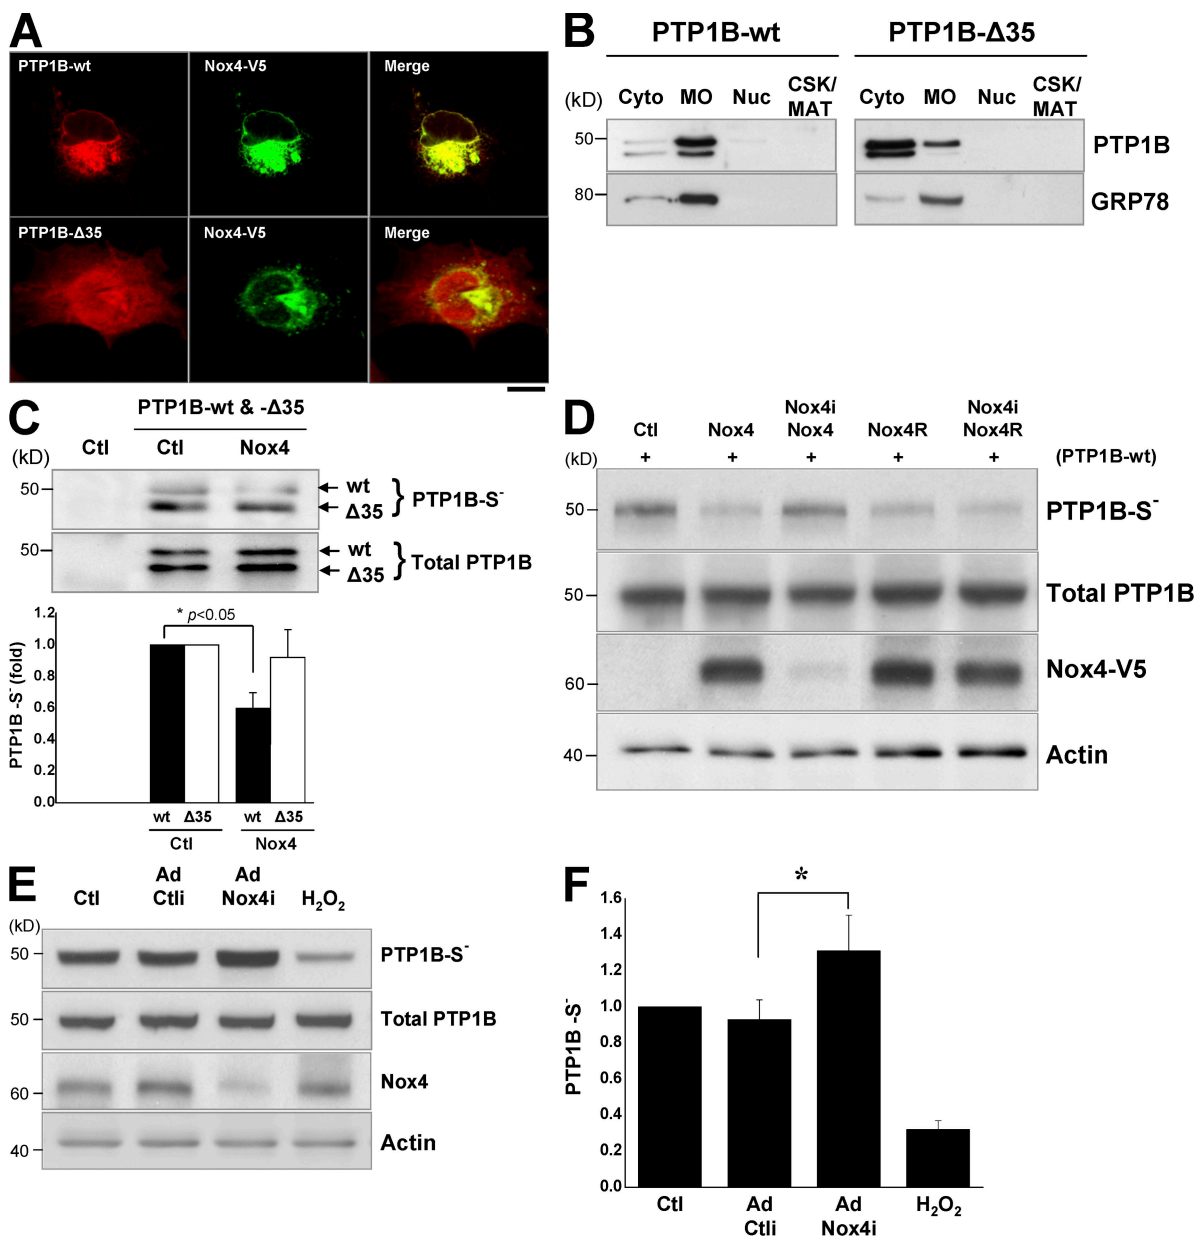 A
PTP1B-wt
Nox4-V5
Merge
PTP1B-Δ35
Nox4-V5
Merge
B
PTP1B-wt
PTP1B-Δ35
(kD)
Cyto
MO
Nuc
CSK/
MAT
Cyto
MO
Nuc
CSK/
MAT
50
PTP1B
80
GRP78
C
PTP1B-wt & -Δ35
Ctl
Ctl
Nox4
(kD)
50
wt
Δ35
} PTP1B-S⁻
50
wt
Δ35
} Total PTP1B
PTP1B -S⁻ (fold)
1.2
1.0
0.8
0.6
0.4
0.2
0.0
* p<0.05
wt Δ35 wt Δ35
Ctl Nox4
D
Ctl
Nox4
Nox4i
Nox4
Nox4R
Nox4i
Nox4R
(kD)
+ + + + + (PTP1B-wt)
50
PTP1B-S⁻
50
Total PTP1B
60
Nox4-V5
40
Actin
E
Ctl
Ad
Ctli
Ad
Nox4i
H₂O₂
(kD)
50
PTP1B-S⁻
50
Total PTP1B
60
Nox4
40
Actin
F
PTP1B -S⁻
1.6
1.4
1.2
1.0
0.8
0.6
0.4
0.2
0.0
*
Ctl
Ad
Ctli
Ad
Nox4i
H₂O₂